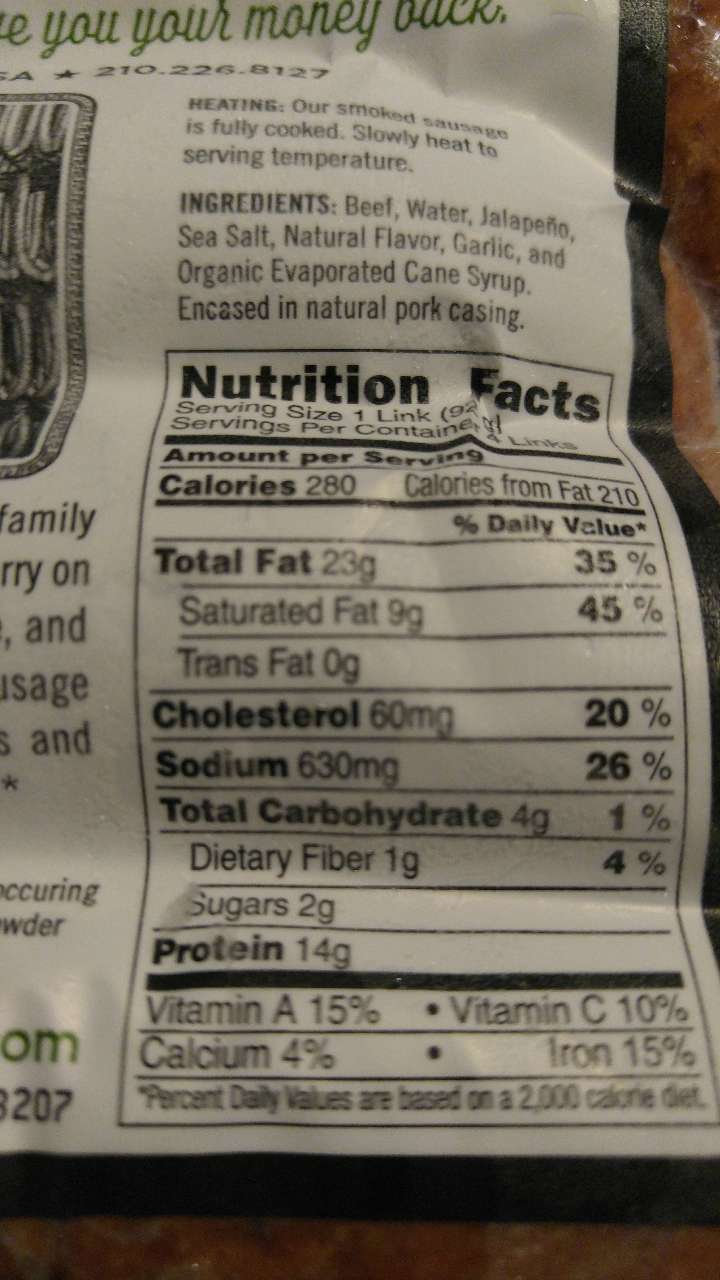 ve you your money back.
SA ★ 210.226.8127
HEATING: Our smoked sausage
is fully cooked. Slowly heat to
serving temperature.
INGREDIENTS: Beef, Water, Jalapeño,
Sea Salt, Natural Flavor, Garlic, and
Organic Evaporated Cane Syrup.
Encased in natural pork casing.
family
rry on
, and
usage
s and
*
occuring
wder
om
3207
Nutrition Facts
Serving Size 1 Link (92g)
Servings Per Container 4 Links
Amount per Serving
Calories 280 Calories from Fat 210
% Daily Value*
Total Fat 23g 35 %
Saturated Fat 9g 45 %
Trans Fat 0g
Cholesterol 60mg 20 %
Sodium 630mg 26 %
Total Carbohydrate 4g 1 %
Dietary Fiber 1g 4 %
Sugars 2g
Protein 14g
Vitamin A 15% • Vitamin C 10%
Calcium 4% • Iron 15%
*Percent Daily Values are based on a 2,000 calorie diet.